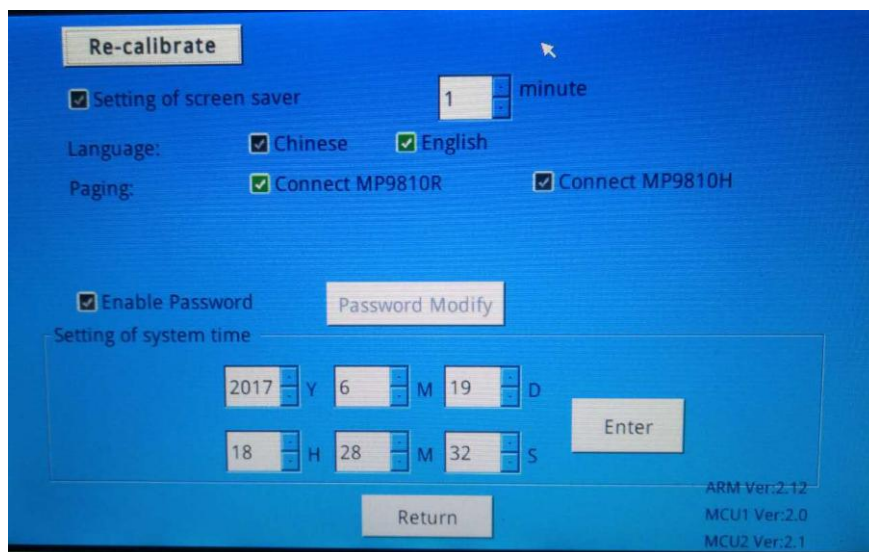 Re-calibrate
Setting of screen saver 1 minute
Language: Chinese English
Paging: Connect MP9810R Connect MP9810H
Enable Password Password Modify
Setting of system time
2017 Y 6 M 19 D
Enter
18 H 28 M 32 S
ARM Ver:2.12
Return MCU1 Ver:2.0
MCU2 Ver:2.1